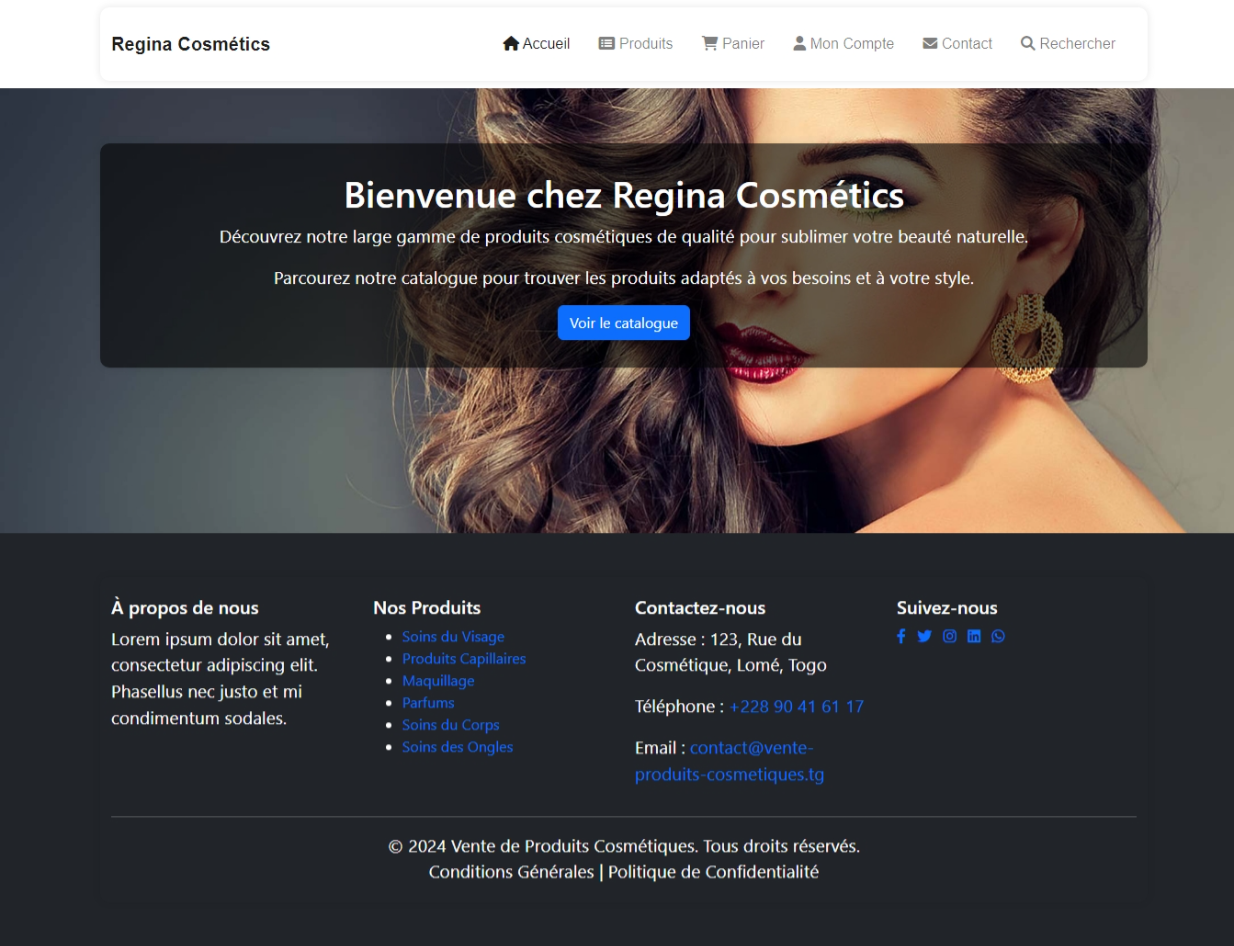 Regina Cosmétics
Accueil
Produits
Panier
Mon Compte
Contact
Rechercher
Bienvenue chez Regina Cosmétics
Découvrez notre large gamme de produits cosmétiques de qualité pour sublimer votre beauté naturelle.
Parcourez notre catalogue pour trouver les produits adaptés à vos besoins et à votre style.
Voir le catalogue
À propos de nous
Lorem ipsum dolor sit amet,
consectetur adipiscing elit.
Phasellus nec justo et mi
condimentum sodales.
Nos Produits
Soins du Visage
Produits Capillaires
Maquillage
Parfums
Soins du Corps
Soins des Ongles
Contactez-nous
Adresse : 123, Rue du
Cosmétique, Lomé, Togo
Téléphone : +228 90 41 61 17
Email : contact@vente-
produits-cosmetiques.tg
Suivez-nous
© 2024 Vente de Produits Cosmétiques. Tous droits réservés.
Conditions Générales | Politique de Confidentialité